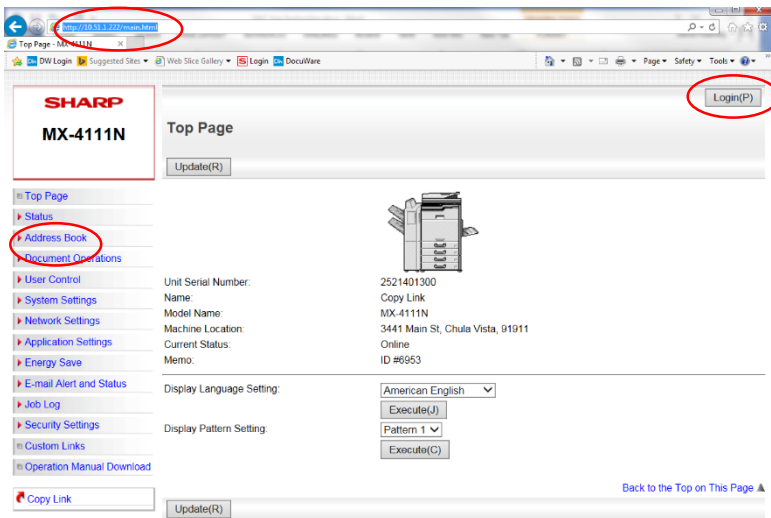 http://10.51.1.222/main.html
Top Page - MX-4111N
DW Login Suggested Sites Web Slice Gallery Login DocuWare Page Safety Tools
SHARP
MX-4111N
Login(P)
Top Page
Update(R)
Top Page
Status
Address Book
Document Operations
User Control
System Settings
Network Settings
Application Settings
Energy Save
E-mail Alert and Status
Job Log
Security Settings
Custom Links
Operation Manual Download
Copy Link
Unit Serial Number: 2521401300
Name: Copy Link
Model Name: MX-4111N
Machine Location: 3441 Main St, Chula Vista, 91911
Current Status: Online
Memo: ID #6953
Display Language Setting: American English
Execute(J)
Display Pattern Setting: Pattern 1
Execute(C)
Back to the Top on This Page
Update(R)